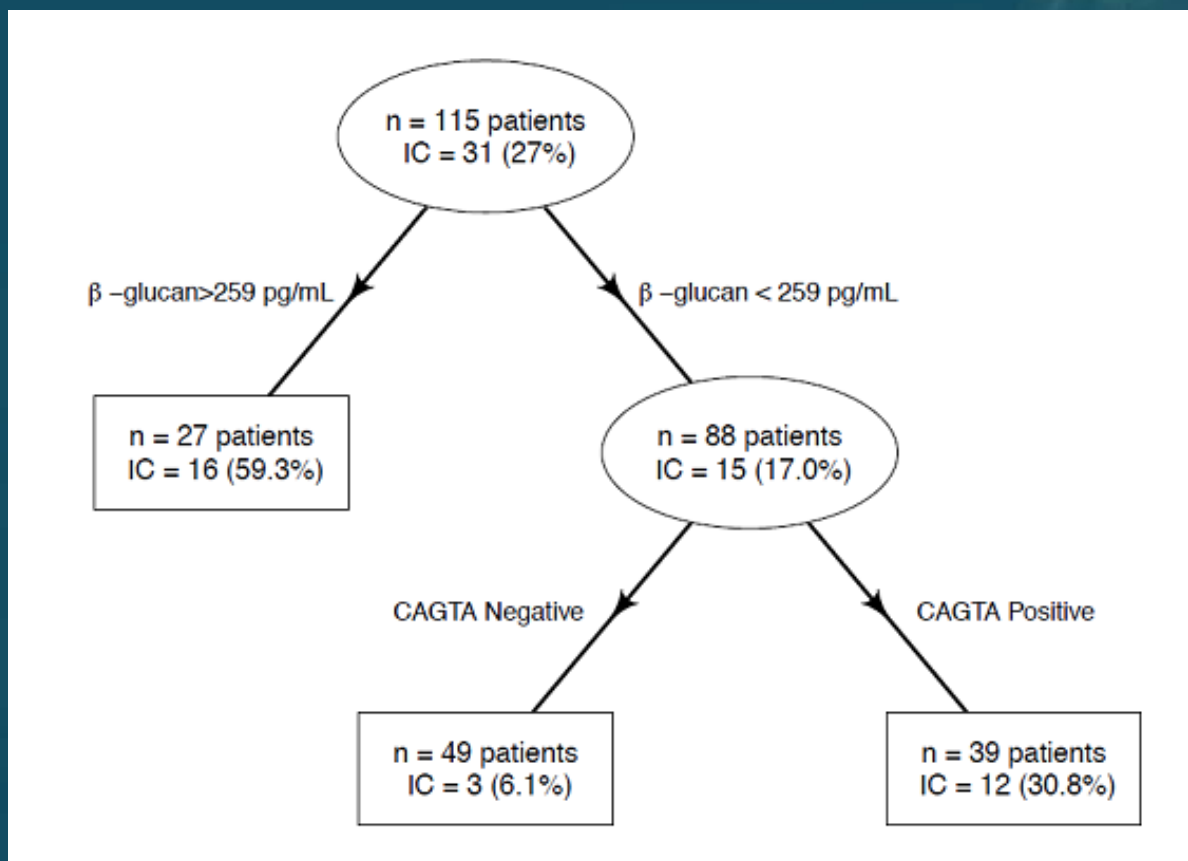 n = 115 patients
IC = 31 (27%)
β –glucan>259 pg/mL
β –glucan < 259 pg/mL
n = 27 patients
IC = 16 (59.3%)
n = 88 patients
IC = 15 (17.0%)
CAGTA Negative
CAGTA Positive
n = 49 patients
IC = 3 (6.1%)
n = 39 patients
IC = 12 (30.8%)